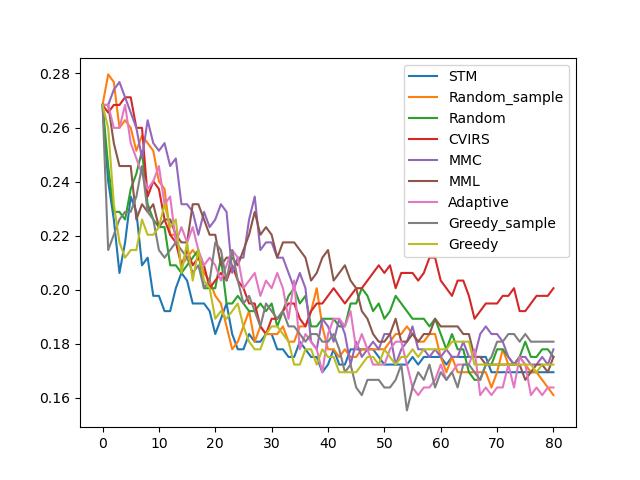 0.28
0.26
0.24
0.22
0.20
0.18
0.16
0 10 20 30 40 50 60 70 80
STM
Random_sample
Random
CVIRS
MMC
MML
Adaptive
Greedy_sample
Greedy